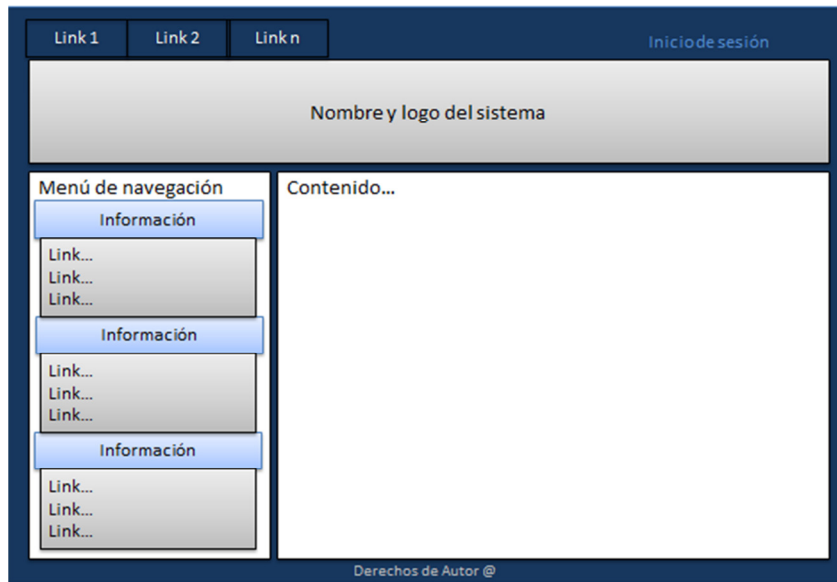 Link 1
Link 2
Link n
Inicio de sesión
Nombre y logo del sistema
Menú de navegación
Información
Link...
Link...
Link...
Información
Link...
Link...
Link...
Información
Link...
Link...
Link...
Contenido...
Derechos de Autor @